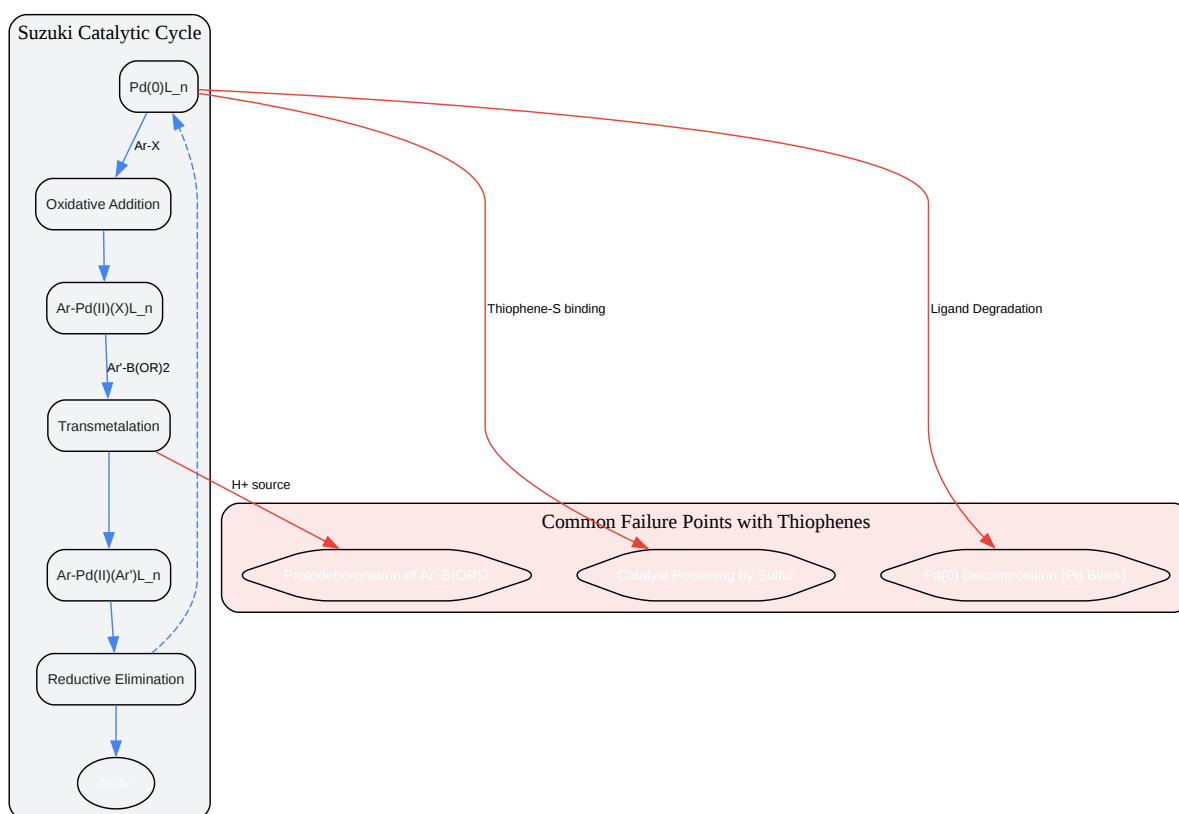 Suzuki Catalytic Cycle
Pd(0)L_n
Ar-X
Oxidative Addition
Ar-Pd(II)(X)L_n
Thiophene-S binding
Ligand Degradation
Ar'-B(OR)2
Transmetalation
H+ source
Common Failure Points with Thiophenes
Ar-Pd(II)(Ar')L_n
Protodeboronation of Ar'-B(OR)2
Catalyst Poisoning by Sulfur
Pd(0) Decomposition (Pd Black)
Reductive Elimination
Ar-Ar'